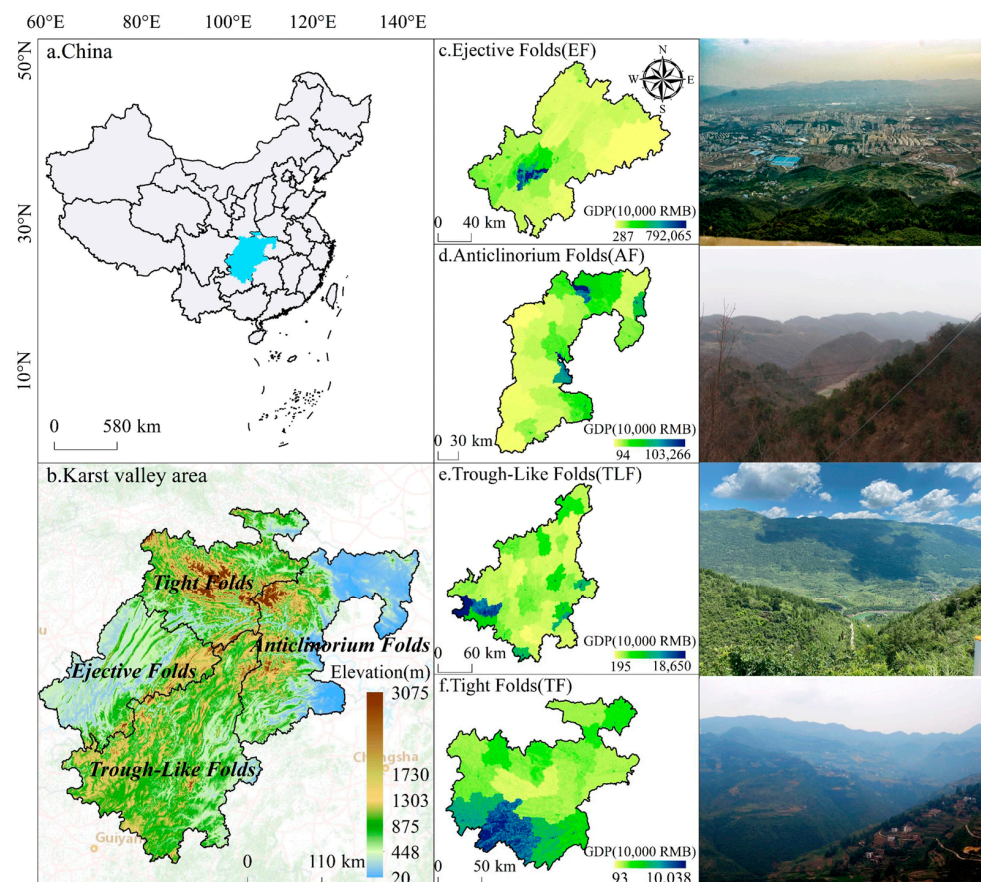 60°E 80°E 100°E 120°E 140°E
50°N
30°N
10°N
a.China
0 580 km
b.Karst valley area
Tight Folds
Anticlinorium Folds
Ejective Folds
Trough-Like Folds
Elevation(m)
3075
1730
1303
875
448
20
Guiyan
0 110 km
c.Ejective Folds(EF)
N
W E
S
GDP(10,000 RMB)
0 40 km
287 792,065
d.Anticlinorium Folds(AF)
GDP(10,000 RMB)
0 30 km
94 103,266
e.Trough-Like Folds(TLF)
GDP(10,000 RMB)
0 60 km
195 18,650
f.Tight Folds(TF)
GDP(10,000 RMB)
0 50 km
93 10,038